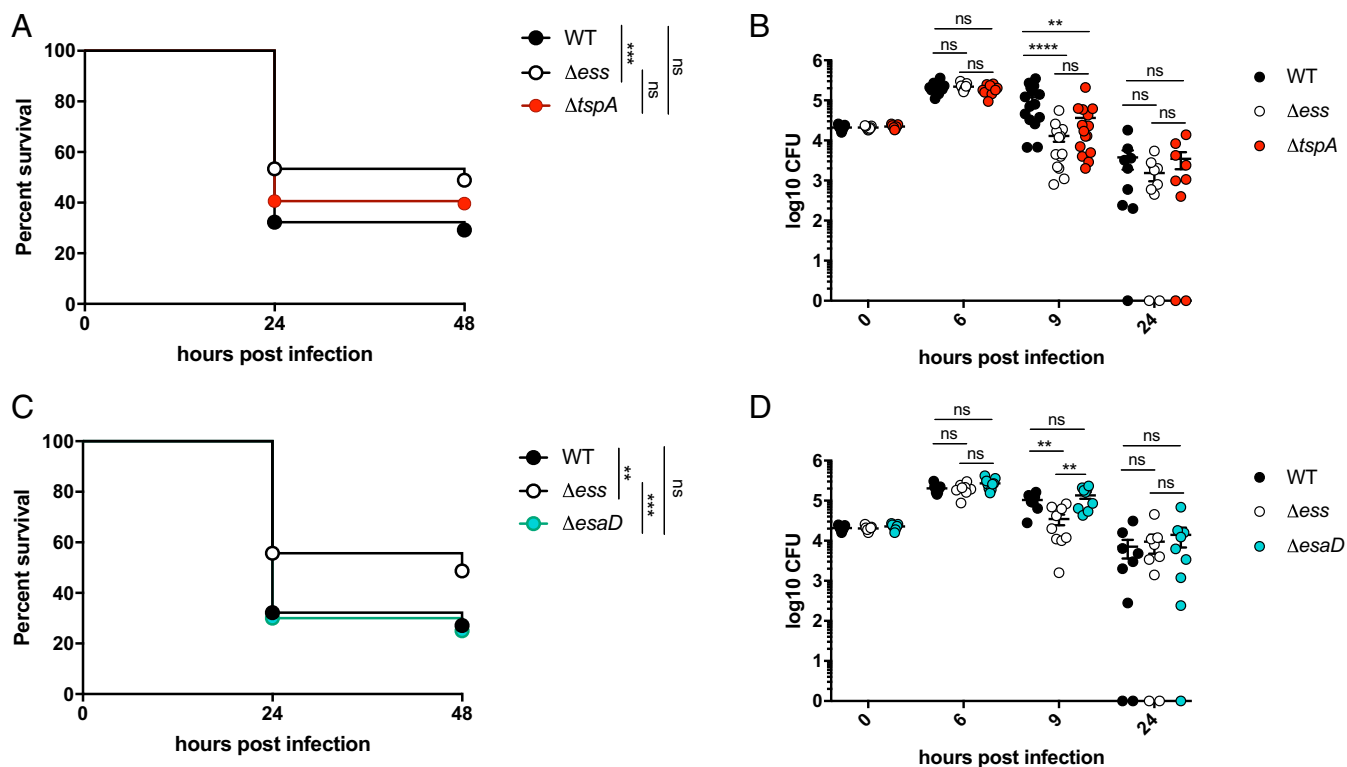 A
Percent survival
100
80
60
40
20
0
0 24 48
hours post infection
WT
Δess
ΔtspA
***
ns
ns
B
log10 CFU
6
5
4
3
2
1
0
0 6 9 24
hours post infection
ns
ns
ns
**
****
ns
ns
ns
ns
WT
Δess
ΔtspA
C
Percent survival
100
80
60
40
20
0
0 24 48
hours post infection
WT
Δess
ΔesaD
**
***
ns
D
log10 CFU
6
5
4
3
2
1
0
0 6 9 24
hours post infection
ns
ns
ns
ns
**
**
ns
ns
ns
WT
Δess
ΔesaD